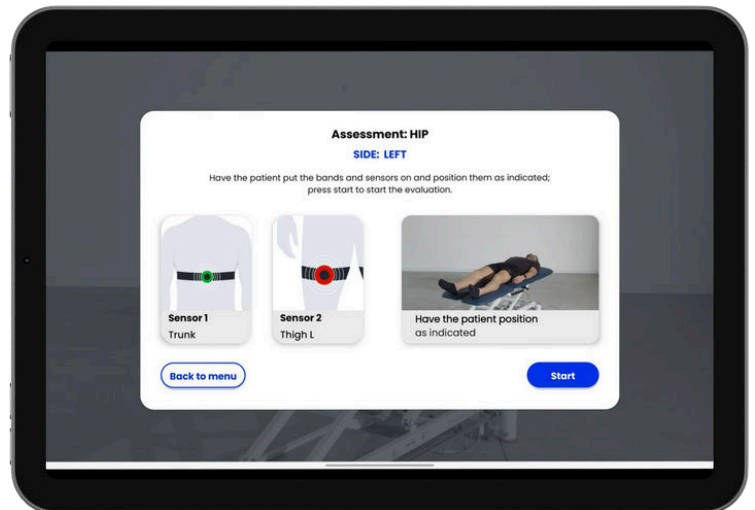 Assessment: HIP
SIDE: LEFT
Have the patient put the bands and sensors on and position them as indicated;
press start to start the evaluation.
Sensor 1
Trunk
Sensor 2
Thigh L
Have the patient position
as indicated
Back to menu
Start